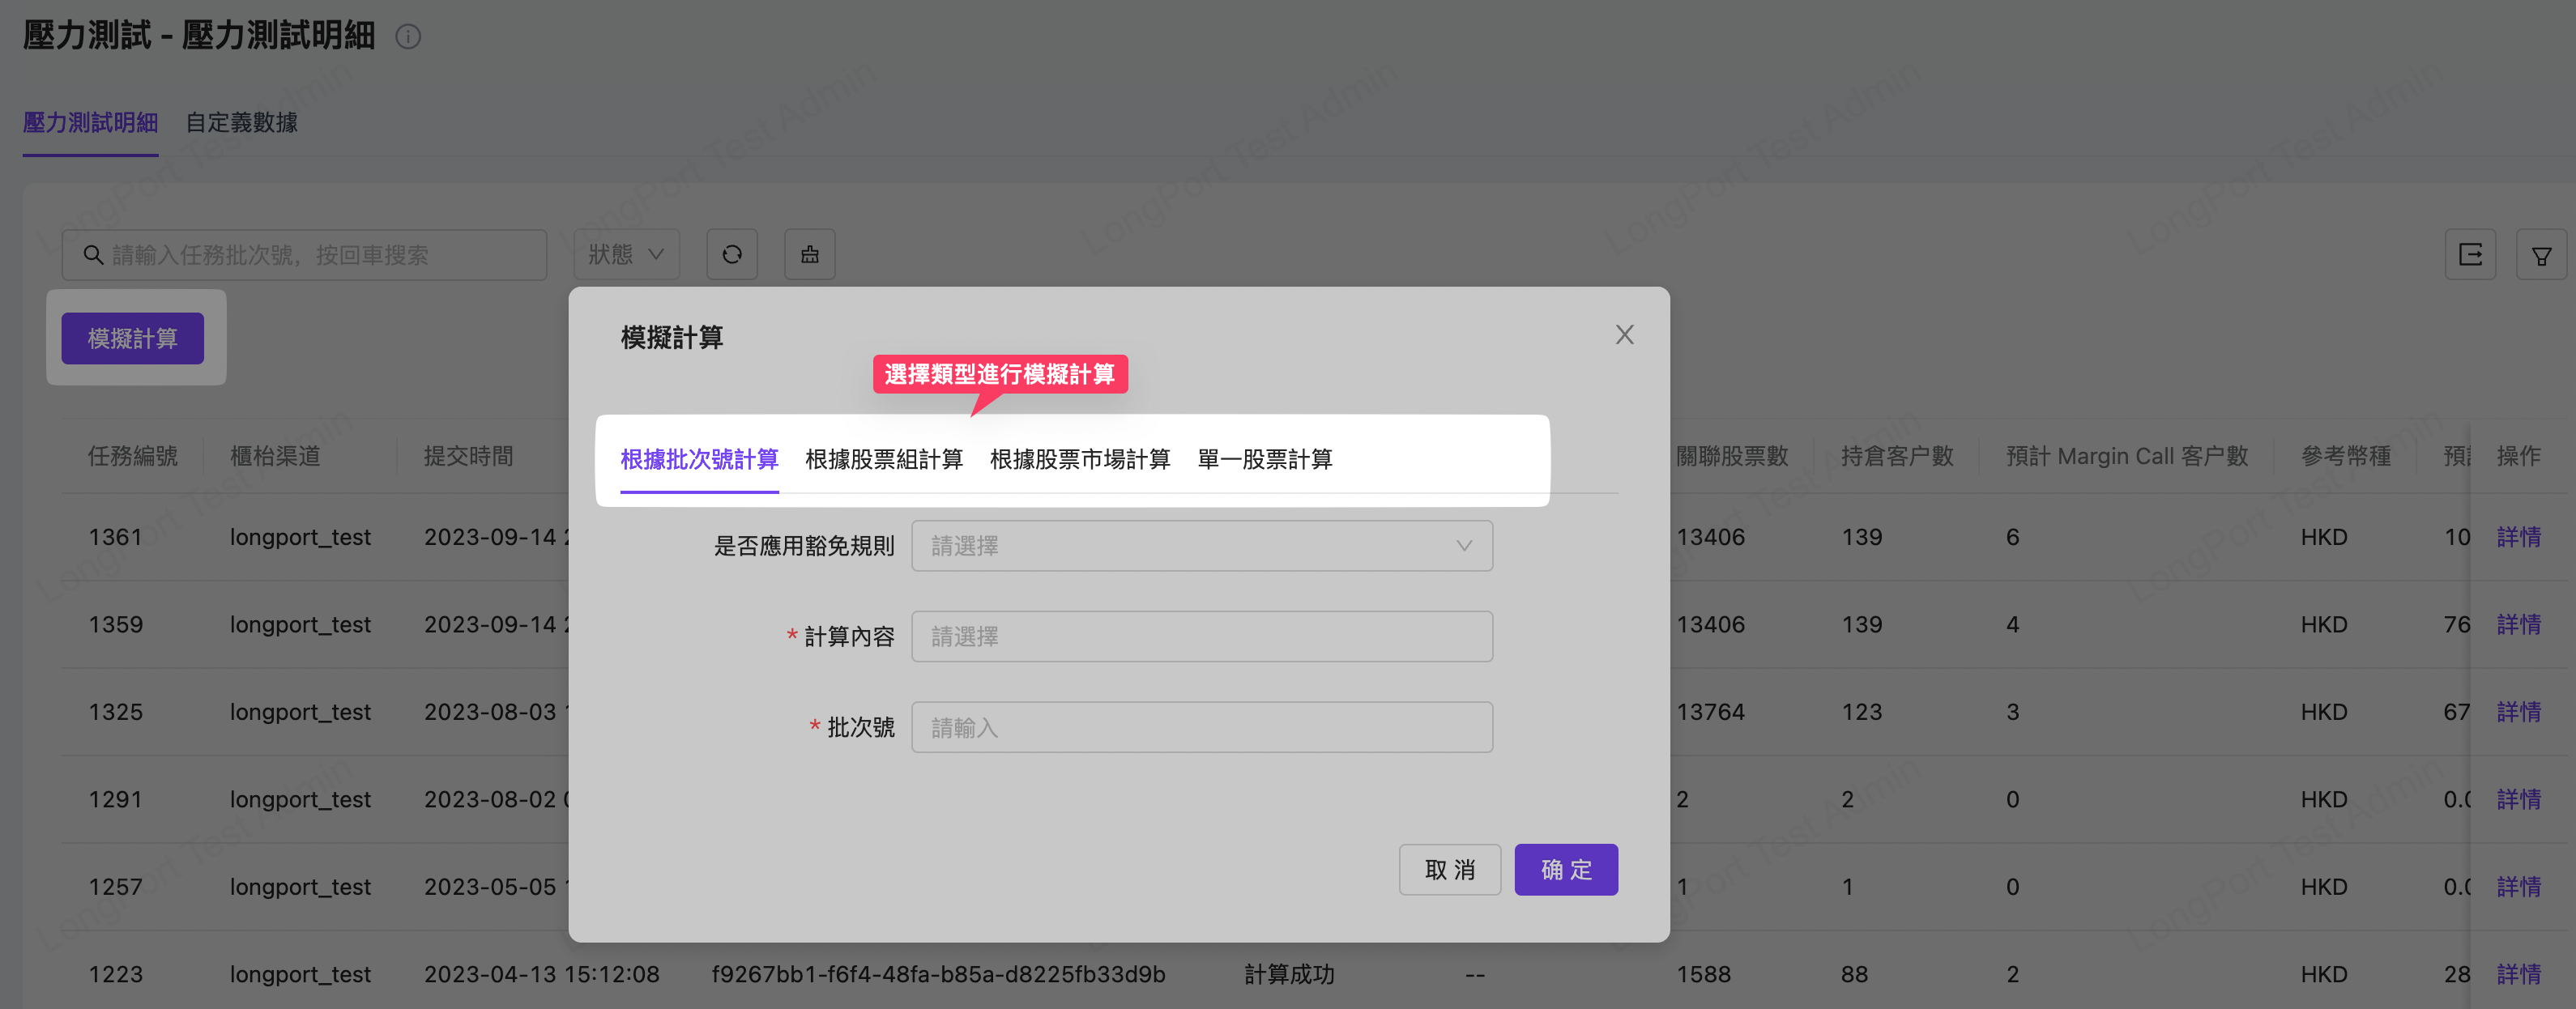 壓力測試 - 壓力測試明細
壓力測試明細 自定義數據
請輸入任務批次號，按回車搜索 狀態
模擬計算
模擬計算
選擇類型進行模擬計算
根據批次號計算 根據股票組計算 根據股票市場計算 單一股票計算
是否應用豁免規則 請選擇
* 計算內容 請選擇
* 批次號 請輸入
取 消 确 定
任務編號 櫃枱渠道 提交時間 關聯股票數 持倉客户數 預計 Margin Call 客户數 參考幣種 操作
1361 longport_test 2023-09-14 13406 139 6 HKD 10 詳情
1359 longport_test 2023-09-14 13406 139 4 HKD 76 詳情
1325 longport_test 2023-08-03 13764 123 3 HKD 67 詳情
1291 longport_test 2023-08-02 2 2 0 HKD 0.0 詳情
1257 longport_test 2023-05-05 1 1 0 HKD 0.0 詳情
1223 longport_test 2023-04-13 15:12:08 f9267bb1-f6f4-48fa-b85a-d8225fb33d9b 計算成功 -- 1588 88 2 HKD 28 詳情
LongPort Test Admin